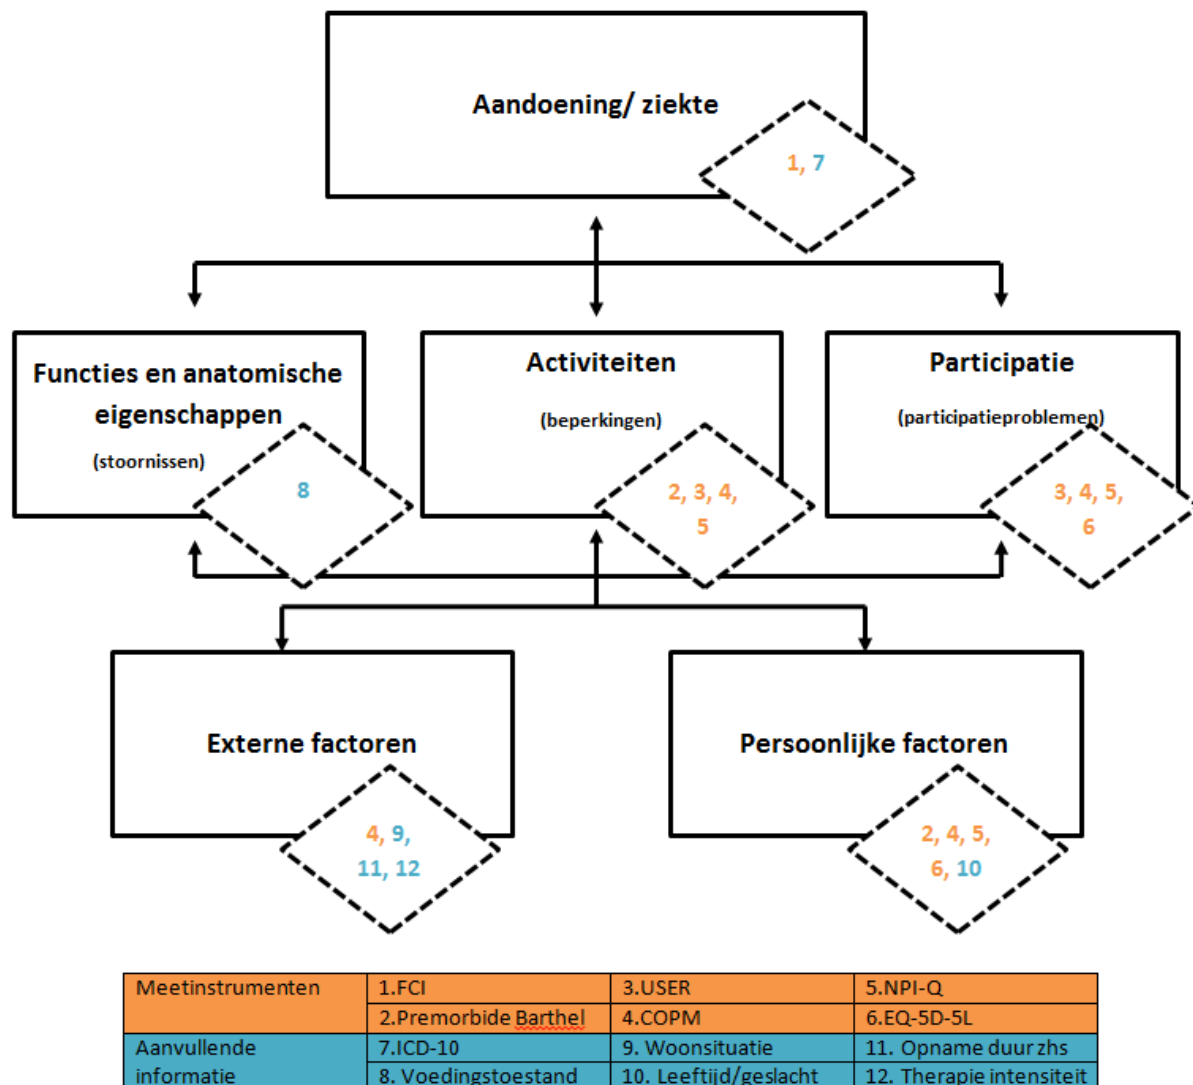 Aandoening/ ziekte
1, 7
Functies en anatomische
eigenschappen
(stoornissen)
8
Activiteiten
(beperkingen)
2, 3, 4,
5
Participatie
(participatieproblemen)
3, 4, 5,
6
Externe factoren
4, 9,
11, 12
Persoonlijke factoren
2, 4, 5,
6, 10
Meetinstrumenten 1.FCI 3.USER 5.NPI-Q
2.Premorbide Barthel 4.COPM 6.EQ-5D-5L
Aanvullende 7.ICD-10 9. Woonsituatie 11. Opname duur zhs
informatie 8. Voedingstoestand 10. Leeftijd/geslacht 12. Therapie intensiteit